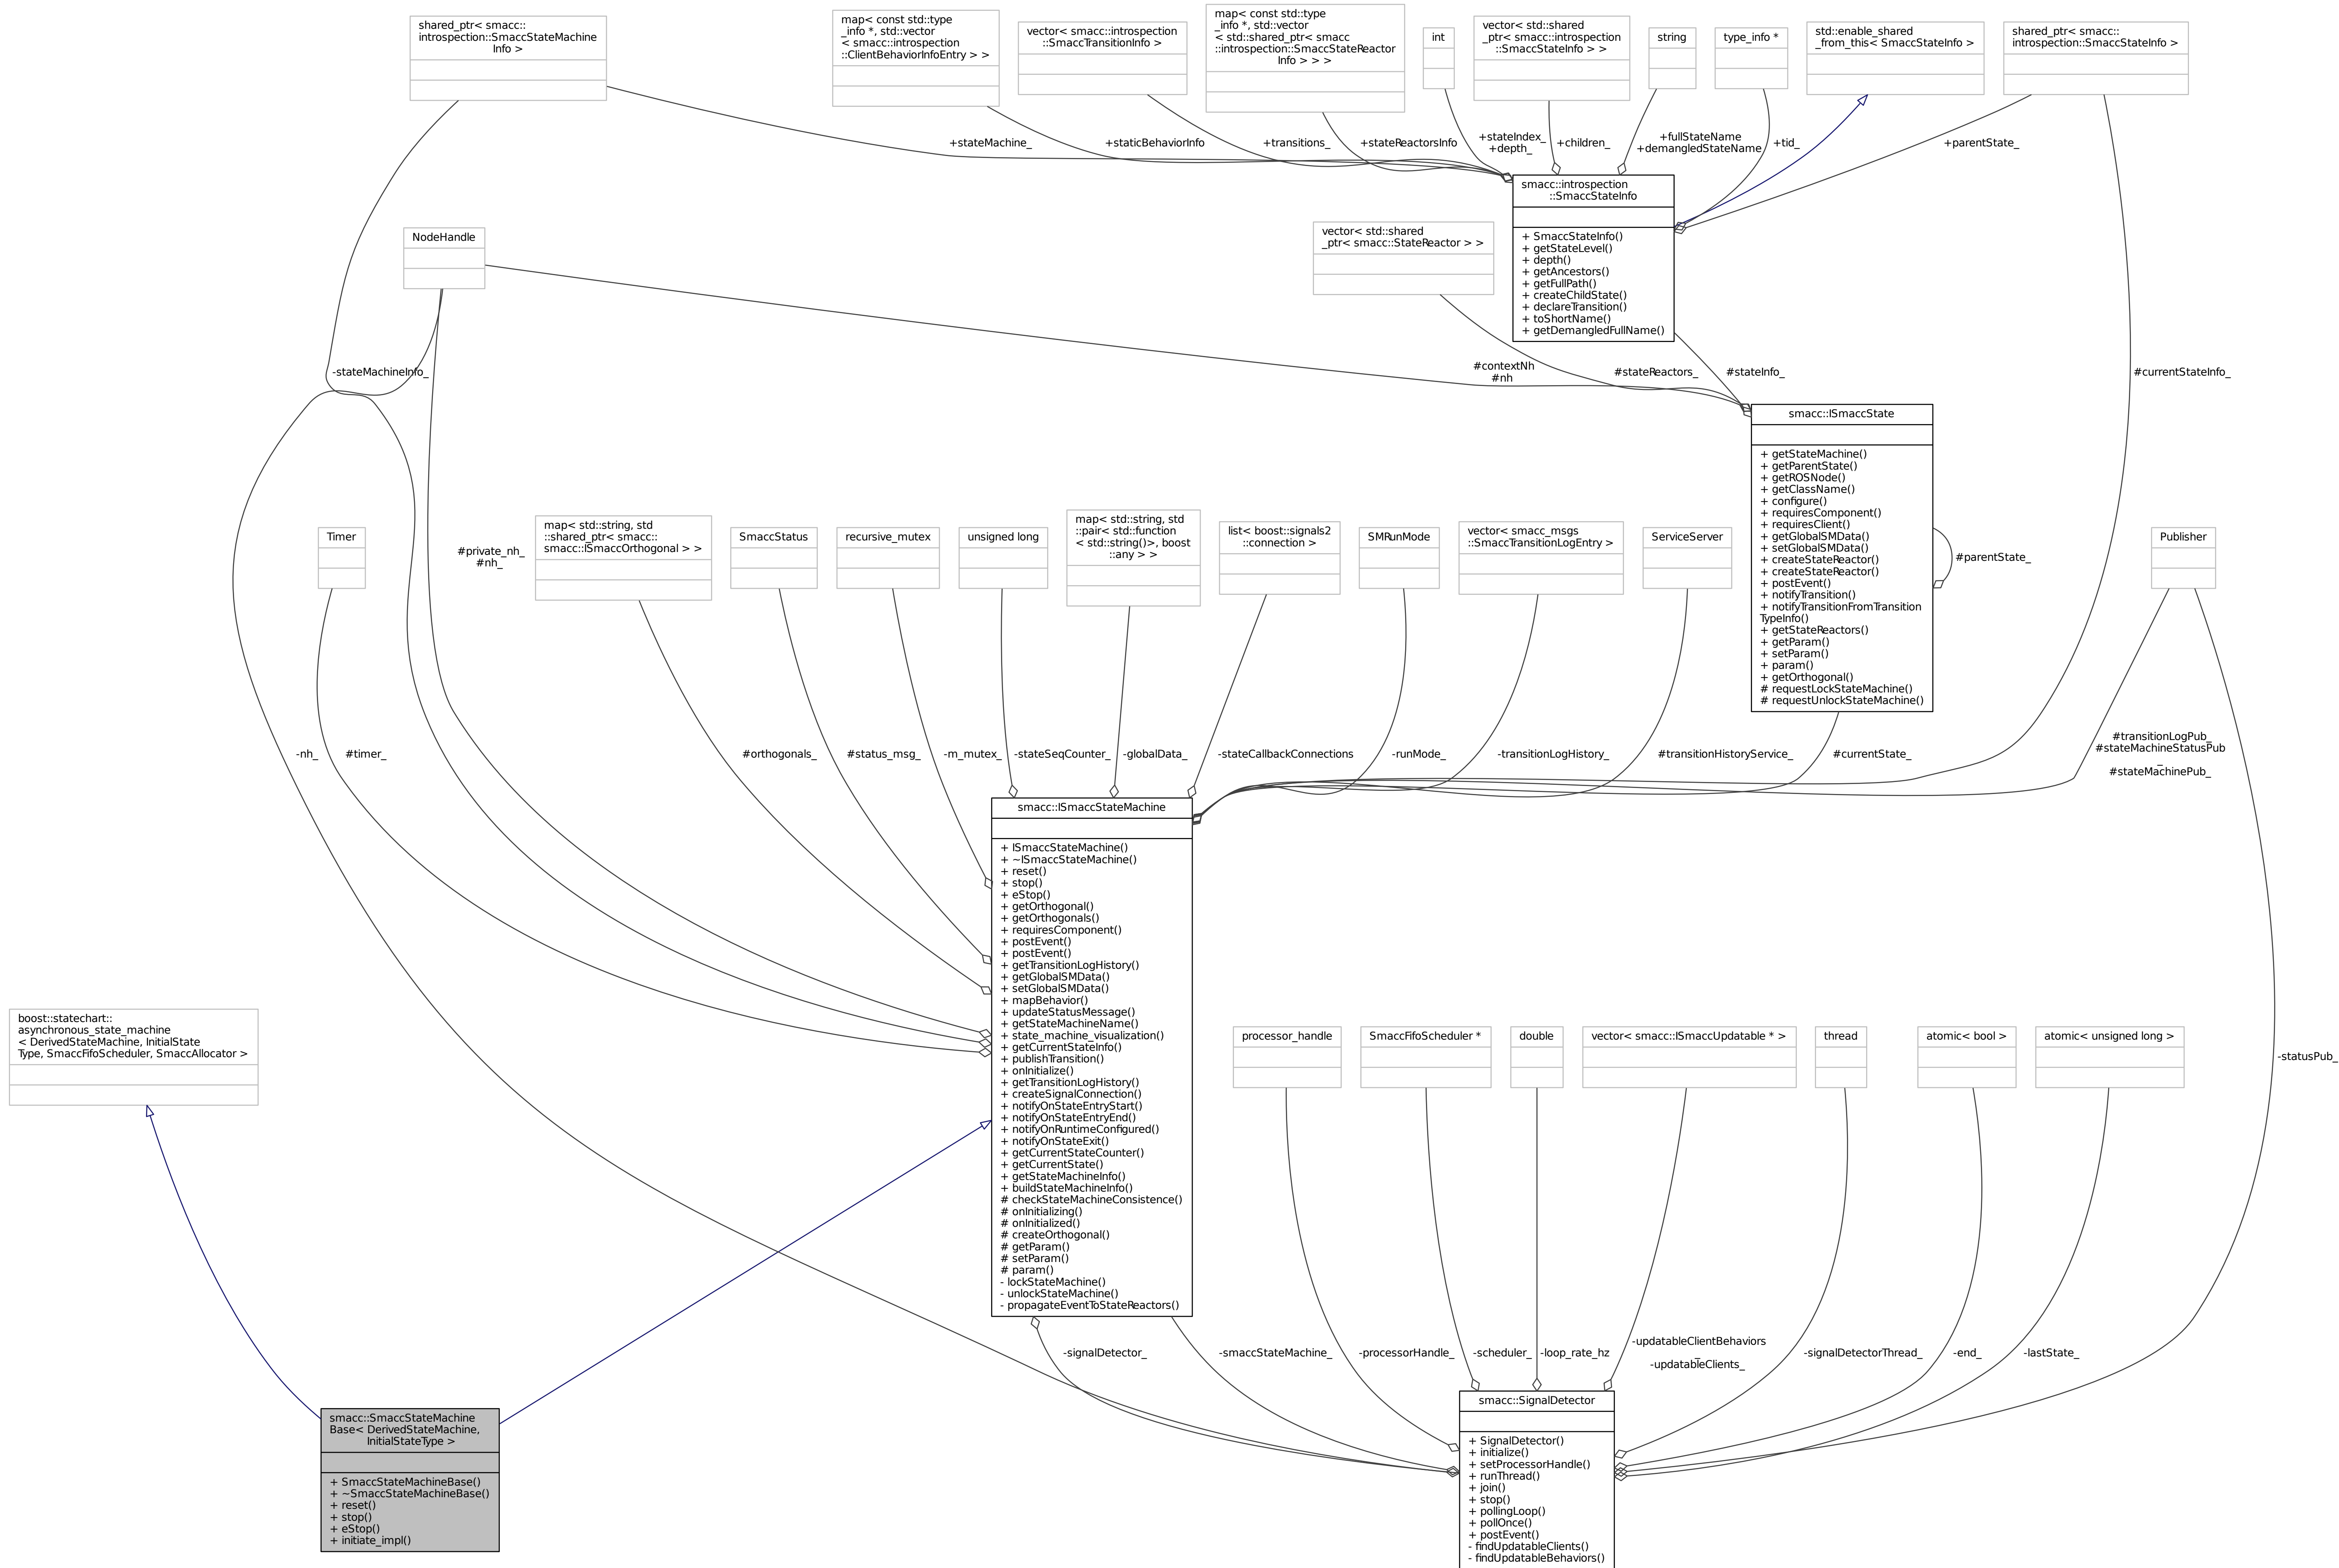 shared_ptr< smacc::
introspection::SmaccStateMachine
Info >
map< const std::type
_info *, std::vector
< smacc::introspection
::ClientBehaviorInfoEntry > >
vector< smacc::introspection
::SmaccTransitionInfo >
map< const std::type
_info *, std::vector
< std::shared_ptr< smacc
::introspection::SmaccStateReactor
Info > > >
int
vector< std::shared
_ptr< smacc::introspection
::SmaccStateInfo > >
string
type_info *
std::enable_shared
_from_this< SmaccStateInfo >
shared_ptr< smacc::
introspection::SmaccStateInfo >
+stateMachine_
+staticBehaviorInfo
+transitions_
+stateReactorsInfo
+stateIndex_
+depth_
+children_
+fullStateName
+demangledStateName
+tid_
+parentState_
smacc::introspection
::SmaccStateInfo
+ SmaccStateInfo()
+ getStateLevel()
+ depth()
+ getAncestors()
+ getFullPath()
+ createChildState()
+ declareTransition()
+ toShortName()
+ getDemangledFullName()
NodeHandle
vector< std::shared
_ptr< smacc::StateReactor > >
-stateMachineInfo_
#contextNh
#nh
#stateReactors_
#stateInfo_
#currentStateInfo_
smacc::ISmaccState
+ getStateMachine()
+ getParentState()
+ getROSNode()
+ getClassName()
+ configure()
+ requiresComponent()
+ requiresClient()
+ getGlobalSMData()
+ setGlobalSMData()
+ createStateReactor()
+ createStateReactor()
+ postEvent()
+ notifyTransition()
+ notifyTransitionFromTransition
TypeInfo()
+ getStateReactors()
+ getParam()
+ setParam()
+ param()
+ getOrthogonal()
# requestLockStateMachine()
# requestUnlockStateMachine()
#parentState_
Timer
#private_nh_
#nh_
map< std::string, std
::shared_ptr< smacc::
smacc::ISmaccOrthogonal > >
SmaccStatus
recursive_mutex
unsigned long
map< std::string, std
::pair< std::function
< std::string()>, boost
::any > >
list< boost::signals2
::connection >
SMRunMode
vector< smacc_msgs
::SmaccTransitionLogEntry >
ServiceServer
Publisher
-nh_
#timer_
#orthogonals_
#status_msg_
-m_mutex_
-stateSeqCounter_
-globalData_
-stateCallbackConnections
-runMode_
-transitionLogHistory_
#transitionHistoryService_
#currentState_
#transitionLogPub_
#stateMachineStatusPub
_
#stateMachinePub_
smacc::ISmaccStateMachine
+ ISmaccStateMachine()
+ ~ISmaccStateMachine()
+ reset()
+ stop()
+ eStop()
+ getOrthogonal()
+ getOrthogonals()
+ requiresComponent()
+ postEvent()
+ postEvent()
+ getTransitionLogHistory()
+ getGlobalSMData()
+ setGlobalSMData()
+ mapBehavior()
+ updateStatusMessage()
+ getStateMachineName()
+ state_machine_visualization()
+ getCurrentStateInfo()
+ publishTransition()
+ onInitialize()
+ getTransitionLogHistory()
+ createSignalConnection()
+ notifyOnStateEntryStart()
+ notifyOnStateEntryEnd()
+ notifyOnRuntimeConfigured()
+ notifyOnStateExit()
+ getCurrentStateCounter()
+ getCurrentState()
+ getStateMachineInfo()
+ buildStateMachineInfo()
# checkStateMachineConsistence()
# onInitializing()
# onInitialized()
# createOrthogonal()
# getParam()
# setParam()
# param()
- lockStateMachine()
- unlockStateMachine()
- propagateEventToStateReactors()
boost::statechart::
asynchronous_state_machine
< DerivedStateMachine, InitialState
Type, SmaccFifoScheduler, SmaccAllocator >
processor_handle
SmaccFifoScheduler *
double
vector< smacc::ISmaccUpdatable * >
thread
atomic< bool >
atomic< unsigned long >
-statusPub_
-signalDetector_
-smaccStateMachine_
-processorHandle_
-scheduler_
-loop_rate_hz
-updatableClientBehaviors
_
-updatableClients_
-signalDetectorThread_
-end_
-lastState_
smacc::SmaccStateMachine
Base< DerivedStateMachine,
InitialStateType >
+ SmaccStateMachineBase()
+ ~SmaccStateMachineBase()
+ reset()
+ stop()
+ eStop()
+ initiate_impl()
smacc::SignalDetector
+ SignalDetector()
+ initialize()
+ setProcessorHandle()
+ runThread()
+ join()
+ stop()
+ pollingLoop()
+ pollOnce()
+ postEvent()
- findUpdatableClients()
- findUpdatableBehaviors()